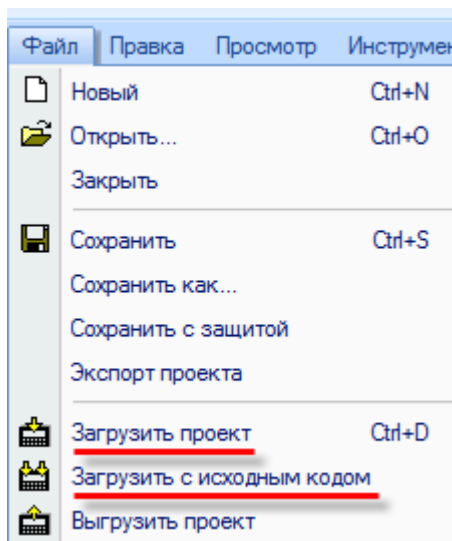 Файл Правка Просмотр Инструмен
Новый Ctrl+N
Открыть... Ctrl+O
Закрыть
Сохранить Ctrl+S
Сохранить как...
Сохранить с защитой
Экспорт проекта
Загрузить проект Ctrl+D
Загрузить с исходным кодом
Выгрузить проект